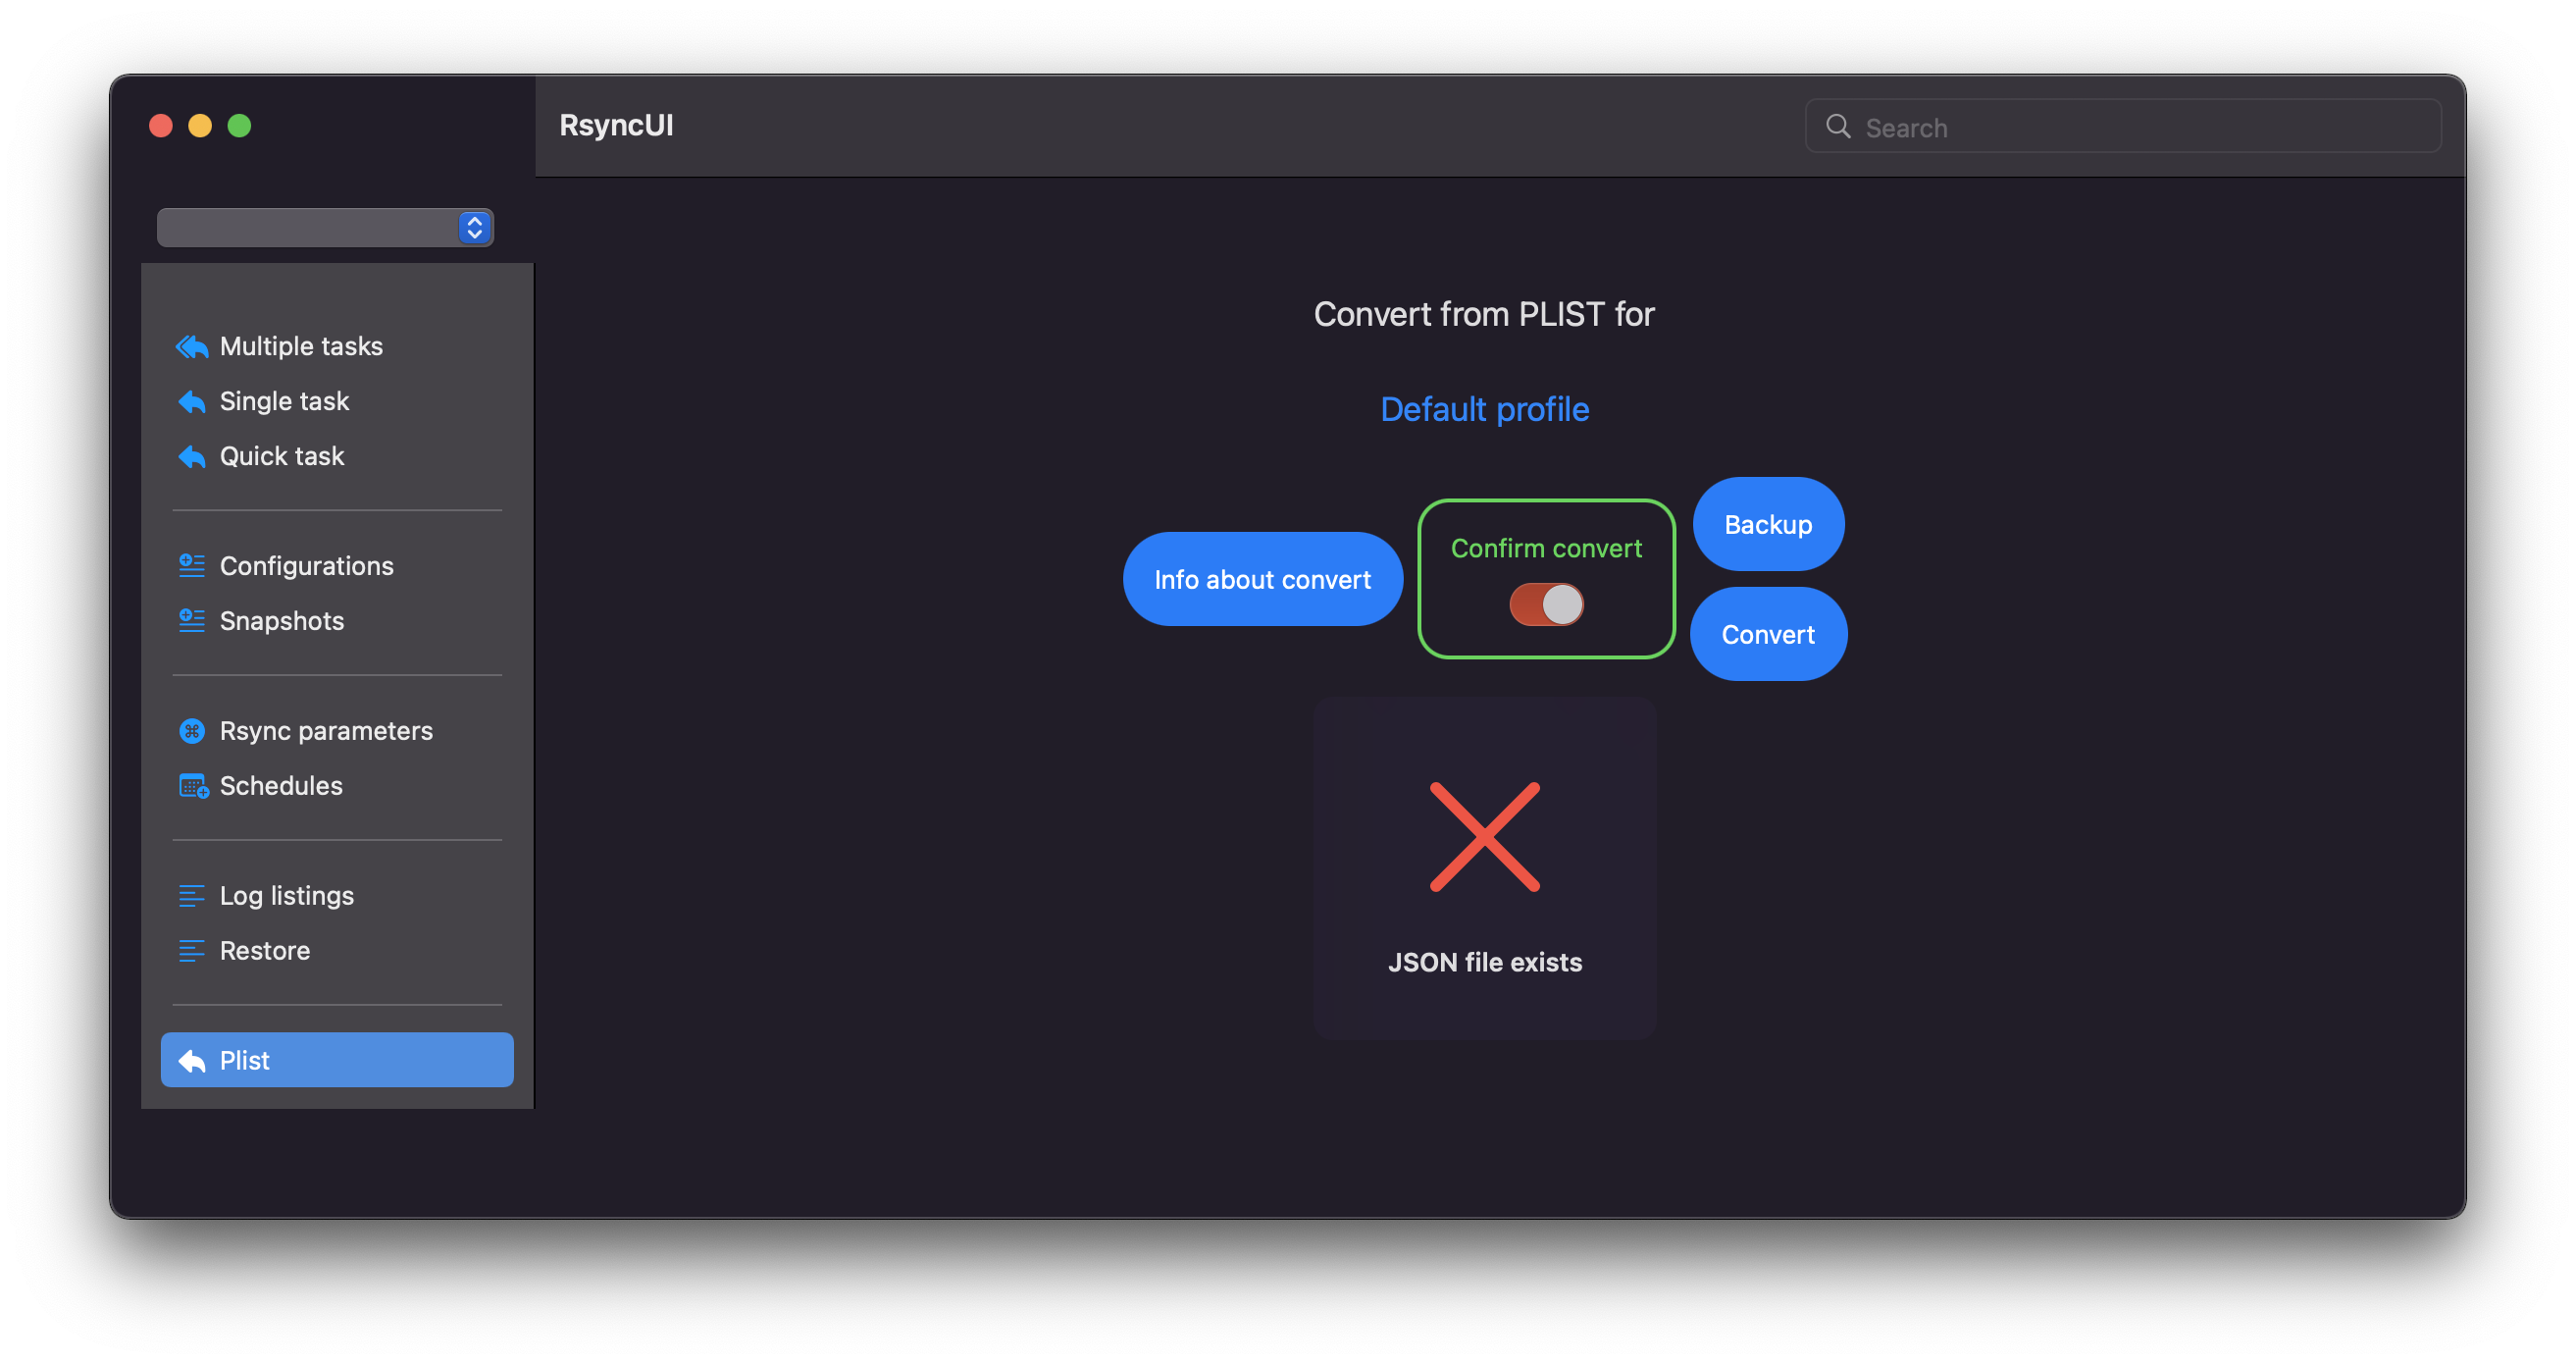 RsyncUI
Search
Multiple tasks
Single task
Quick task
Configurations
Snapshots
Rsync parameters
Schedules
Log listings
Restore
Plist
Convert from PLIST for
Default profile
Info about convert
Confirm convert
Backup
Convert
JSON file exists